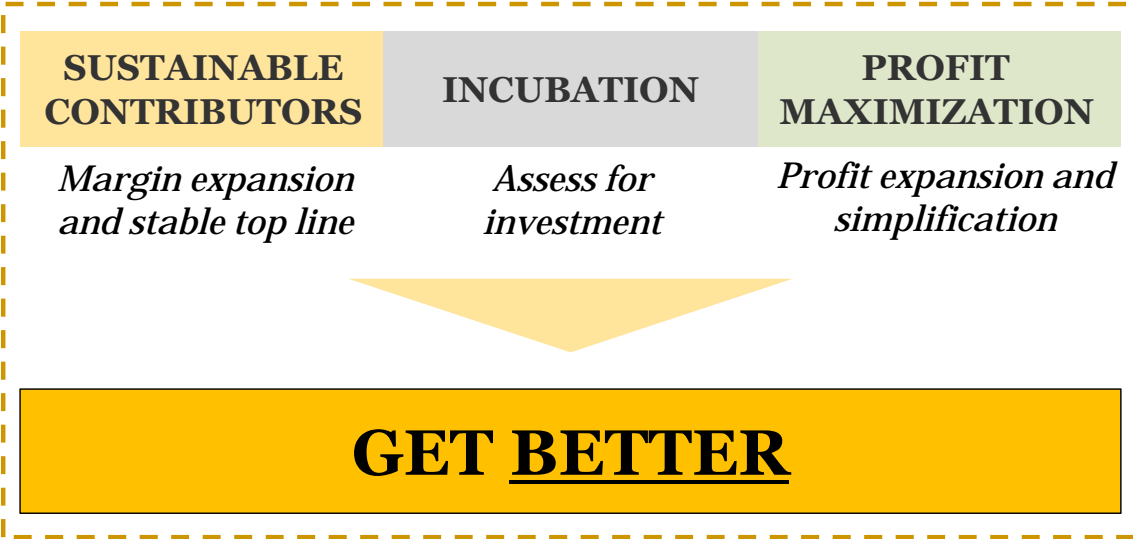 SUSTAINABLE
CONTRIBUTORS
INCUBATION
PROFIT
MAXIMIZATION
Margin expansion
and stable top line
Assess for
investment
Profit expansion and
simplification
GET BETTER